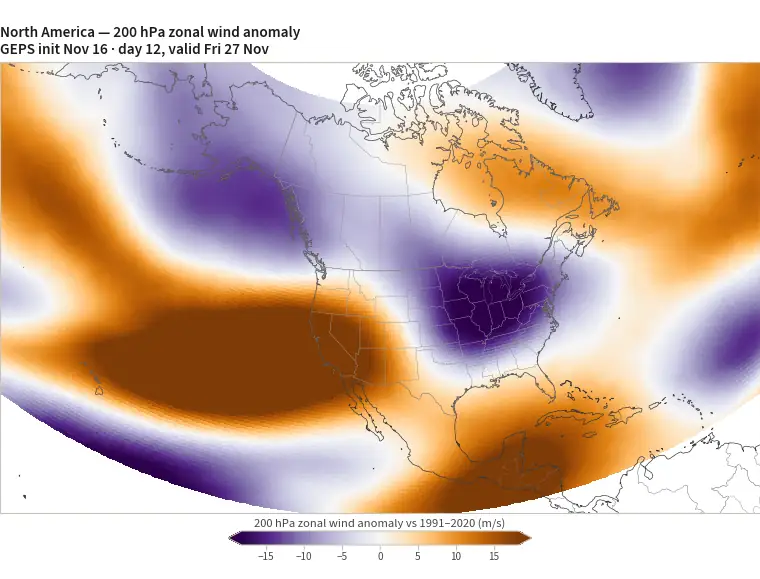 North America — 200 hPa zonal wind anomaly
GEPS init Nov 16 · day 12, valid Fri 27 Nov
200 hPa zonal wind anomaly vs 1991–2020 (m/s)
−15 −10 −5 0 5 10 15